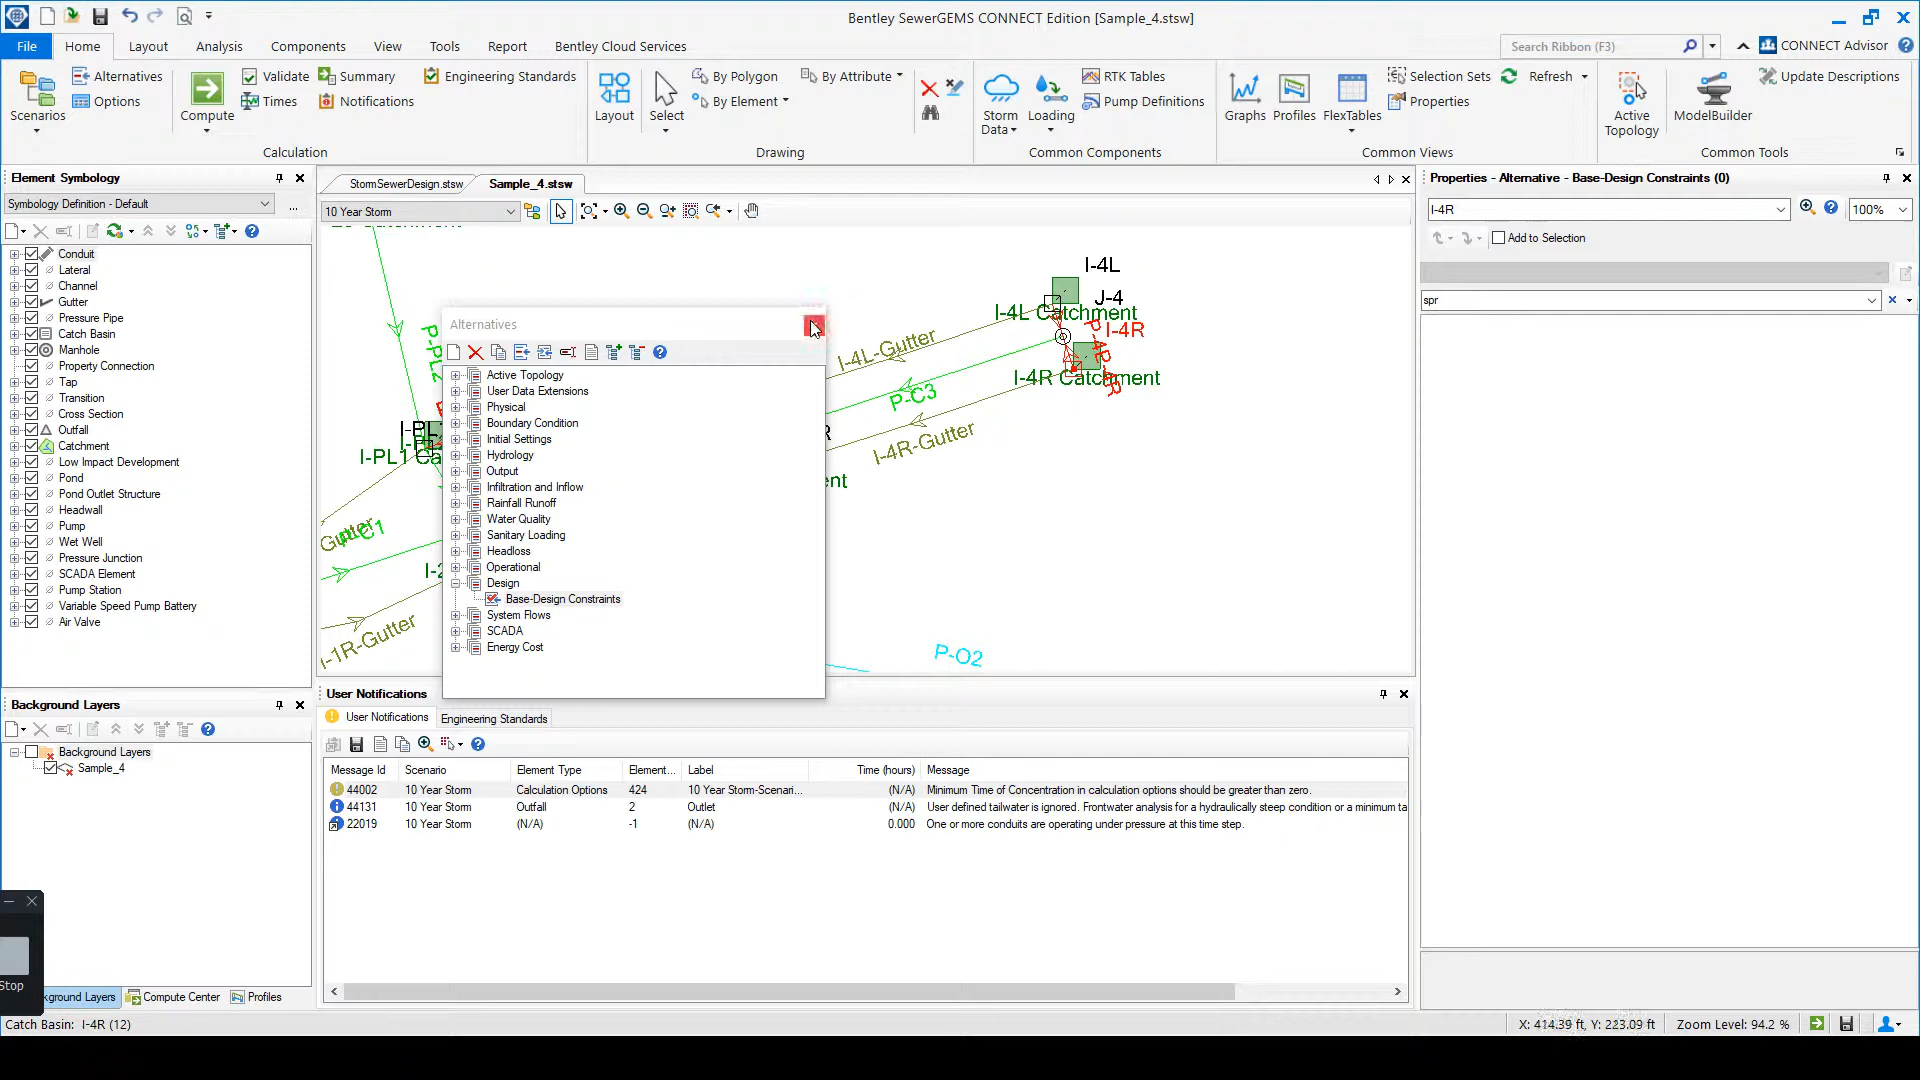 Bentley SewerGEMS CONNECT Edition [Sample_4.stsw]
File Home Layout Analysis Components View Tools Report Bentley Cloud Services
Search Ribbon (F3)
CONNECT Advisor
Scenarios
Alternatives
Options
Compute
Validate
Times
Summary
Notifications
Engineering Standards
Calculation
Layout
Select
By Polygon
By Element
By Attribute
Drawing
Storm Data
Loading
RTK Tables
Pump Definitions
Common Components
Graphs
Profiles
FlexTables
Selection Sets
Properties
Refresh
Common Views
Active Topology
ModelBuilder
Update Descriptions
Common Tools
Element Symbology
Symbology Definition - Default
...
Conduit
Lateral
Channel
Gutter
Pressure Pipe
Catch Basin
Manhole
Property Connection
Tap
Transition
Cross Section
Outfall
Catchment
Low Impact Development
Pond
Pond Outlet Structure
Headwall
Pump
Wet Well
Pressure Junction
SCADA Element
Pump Station
Variable Speed Pump Battery
Air Valve
Background Layers
Background Layers
Sample_4
Stop
kground Layers
Compute Center
Profiles
StomSewerDesign.stsw
Sample_4.stsw
10 Year Storm
I-4L
J-4
I-4L Catchment
I-4R
I-4R Catchment
I-4L-Gutter
P-C3
I-4R-Gutter
P-PL2
I-PL1 Ca
P-C1
Gutter
I-2
I-1R-Gutter
ent
P-O2
Alternatives
Active Topology
User Data Extensions
Physical
Boundary Condition
Initial Settings
Hydrology
Output
Infiltration and Inflow
Rainfall Runoff
Water Quality
Sanitary Loading
Headloss
Operational
Design
Base-Design Constraints
System Flows
SCADA
Energy Cost
User Notifications
User Notifications
Engineering Standards
Message Id Scenario Element Type Element... Label Time (hours) Message
44002 10 Year Storm Calculation Options 424 10 Year Storm-Scenari... (N/A) Minimum Time of Concentration in calculation options should be greater than zero.
44131 10 Year Storm Outfall 2 Outlet (N/A) User defined tailwater is ignored. Frontwater analysis for a hydraulically steep condition or a minimum ta
22019 10 Year Storm (N/A) -1 (N/A) 0.000 One or more conduits are operating under pressure at this time step.
Properties - Alternative - Base-Design Constraints (0)
I-4R
100%
Add to Selection
spr
Catch Basin: I-4R (12)
X: 414.39 ft, Y: 223.09 ft
Zoom Level: 94.2 %